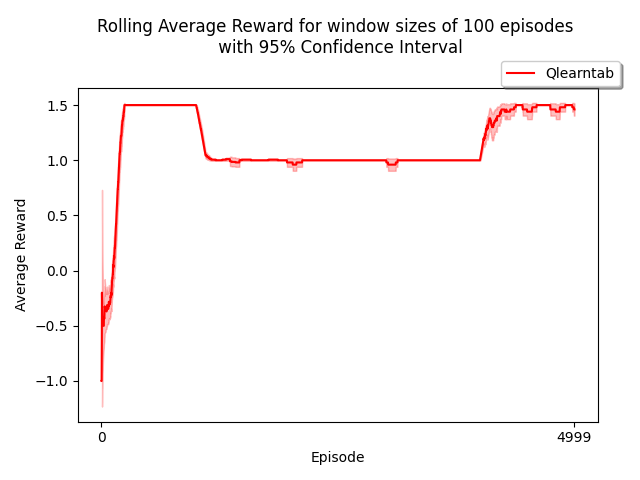 Rolling Average Reward for window sizes of 100 episodes
with 95% Confidence Interval
Qlearntab
1.5
1.0
0.5
0.0
−0.5
−1.0
Average Reward
0
4999
Episode